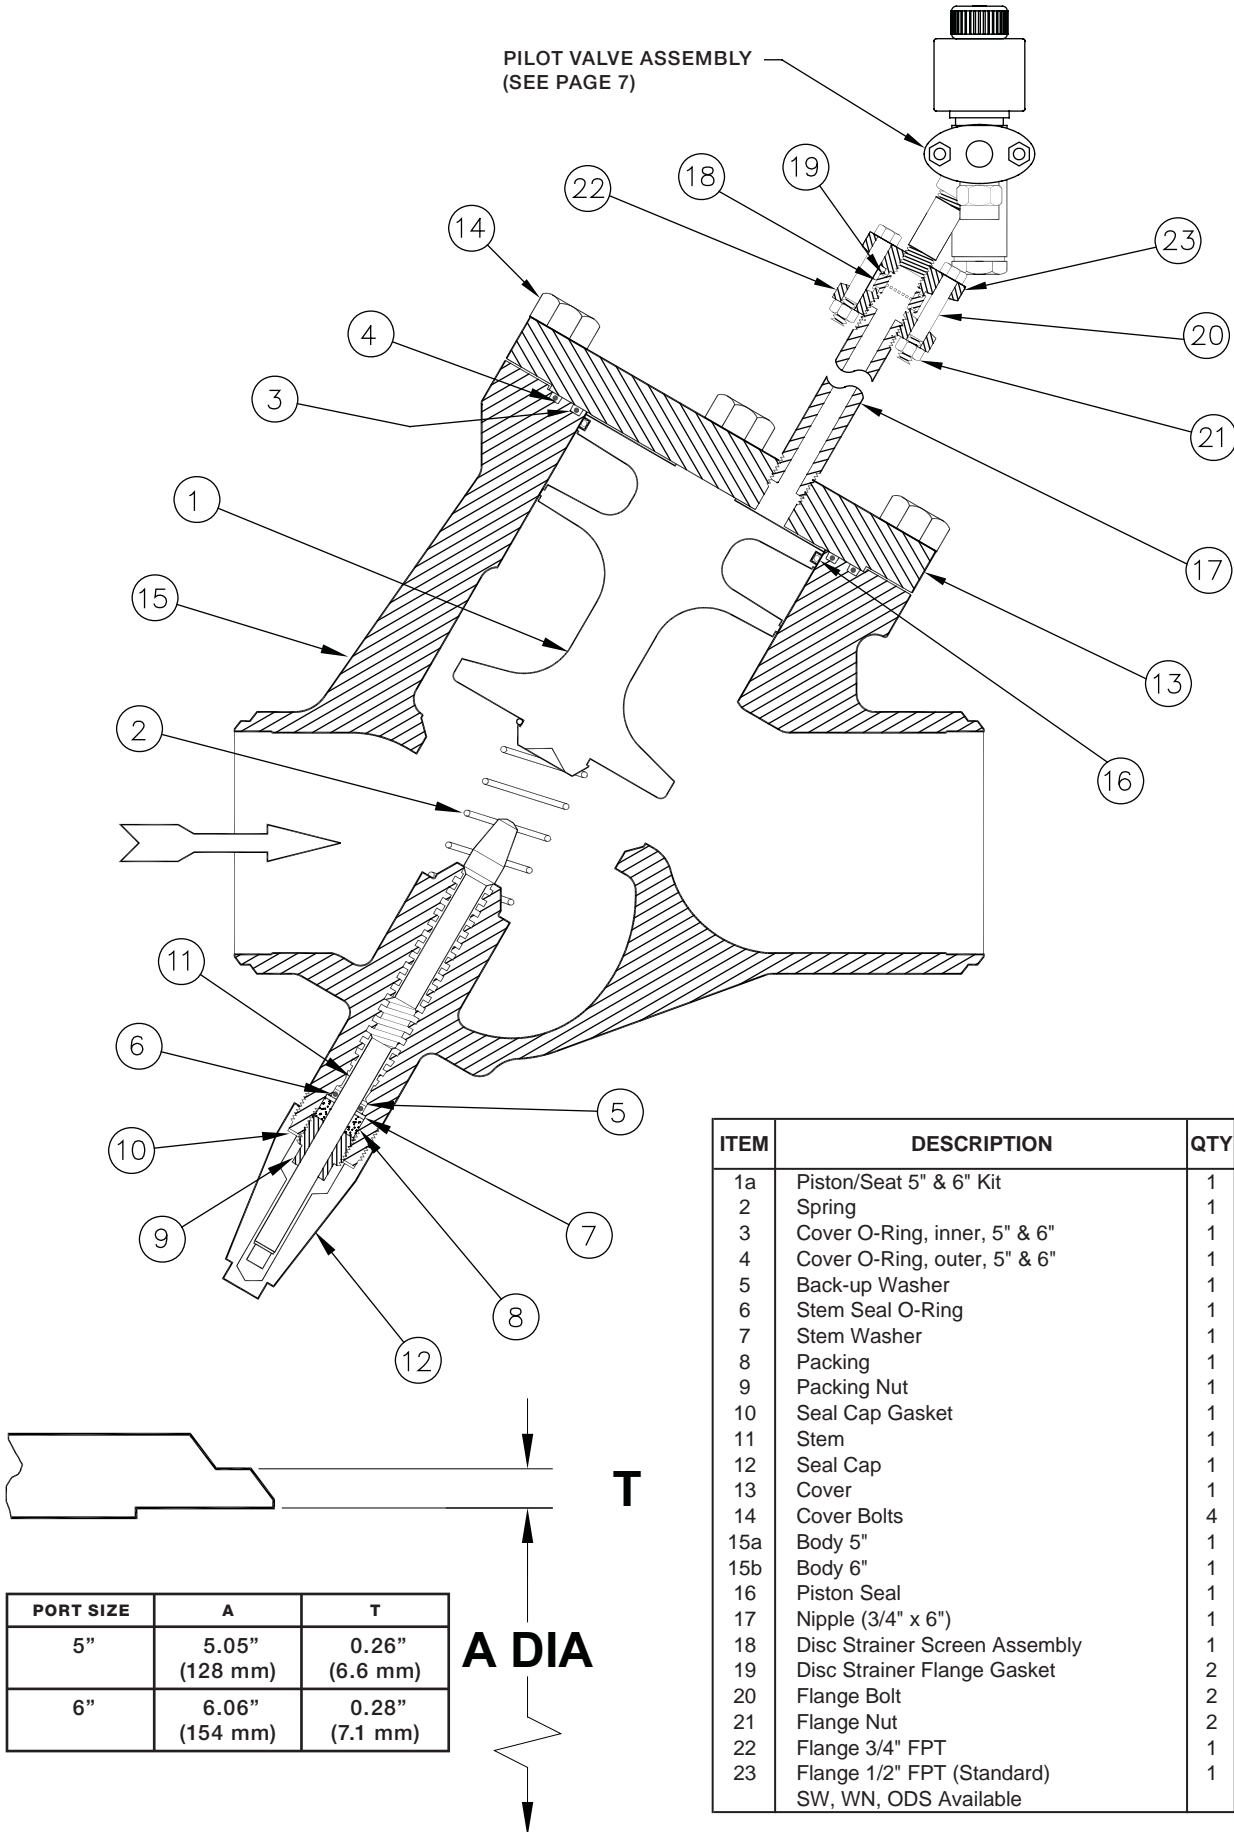 PILOT VALVE ASSEMBLY
(SEE PAGE 7)
19
18
22
14
23
4
20
3
21
1
17
15
13
2
16
11
6
5
10
9
7
8
12
T
A DIA
PORT SIZE A T
5” 5.05” 0.26”
(128 mm) (6.6 mm)
6” 6.06” 0.28”
(154 mm) (7.1 mm)
ITEM DESCRIPTION QTY
1a Piston/Seat 5" & 6" Kit 1
2 Spring 1
3 Cover O-Ring, inner, 5" & 6" 1
4 Cover O-Ring, outer, 5" & 6" 1
5 Back-up Washer 1
6 Stem Seal O-Ring 1
7 Stem Washer 1
8 Packing 1
9 Packing Nut 1
10 Seal Cap Gasket 1
11 Stem 1
12 Seal Cap 1
13 Cover 1
14 Cover Bolts 4
15a Body 5" 1
15b Body 6" 1
16 Piston Seal 1
17 Nipple (3/4" x 6") 1
18 Disc Strainer Screen Assembly 1
19 Disc Strainer Flange Gasket 2
20 Flange Bolt 2
21 Flange Nut 2
22 Flange 3/4" FPT 1
23 Flange 1/2" FPT (Standard) 1
SW, WN, ODS Available